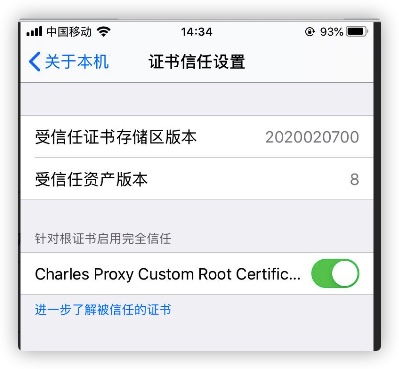 中国移动 14:34 93%
关于本机 证书信任设置
受信任证书存储区版本 2020020700
受信任资产版本 8
针对根证书启用完全信任
Charles Proxy Custom Root Certific...
进一步了解被信任的证书